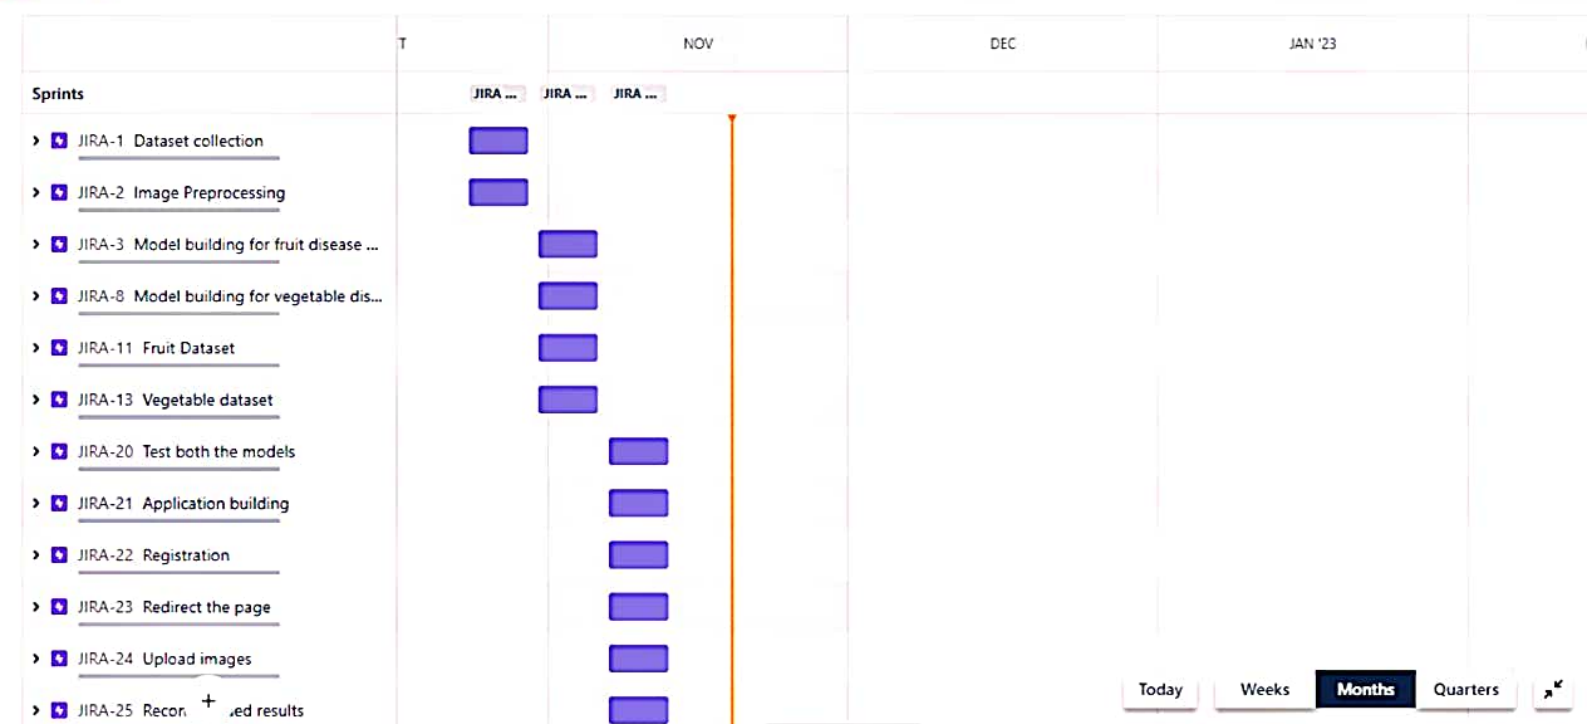 T NOV DEC JAN '23
Sprints JIRA ... JIRA ... JIRA ...
JIRA-1 Dataset collection
JIRA-2 Image Preprocessing
JIRA-3 Model building for fruit disease ...
JIRA-8 Model building for vegetable dis...
JIRA-11 Fruit Dataset
JIRA-13 Vegetable dataset
JIRA-20 Test both the models
JIRA-21 Application building
JIRA-22 Registration
JIRA-23 Redirect the page
JIRA-24 Upload images
Today Weeks Months Quarters
JIRA-25 results